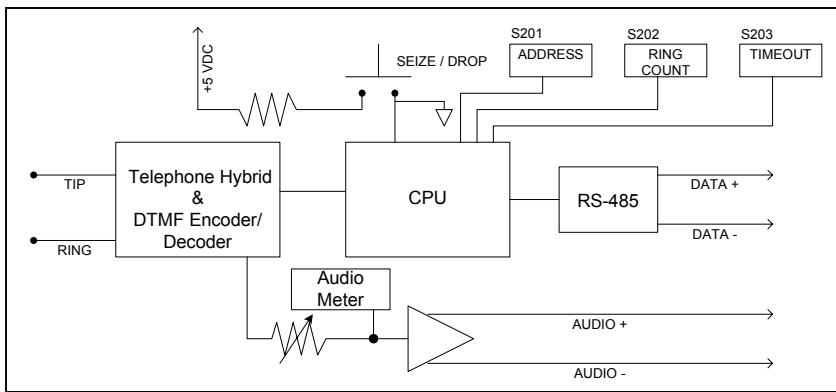 S201
S202
S203
+5 VDC
SEIZE / DROP
ADDRESS
RING
COUNT
TIMEOUT
TIP
RING
Telephone Hybrid
&
DTMF Encoder/
Decoder
CPU
RS-485
DATA +
DATA -
Audio
Meter
AUDIO +
AUDIO -